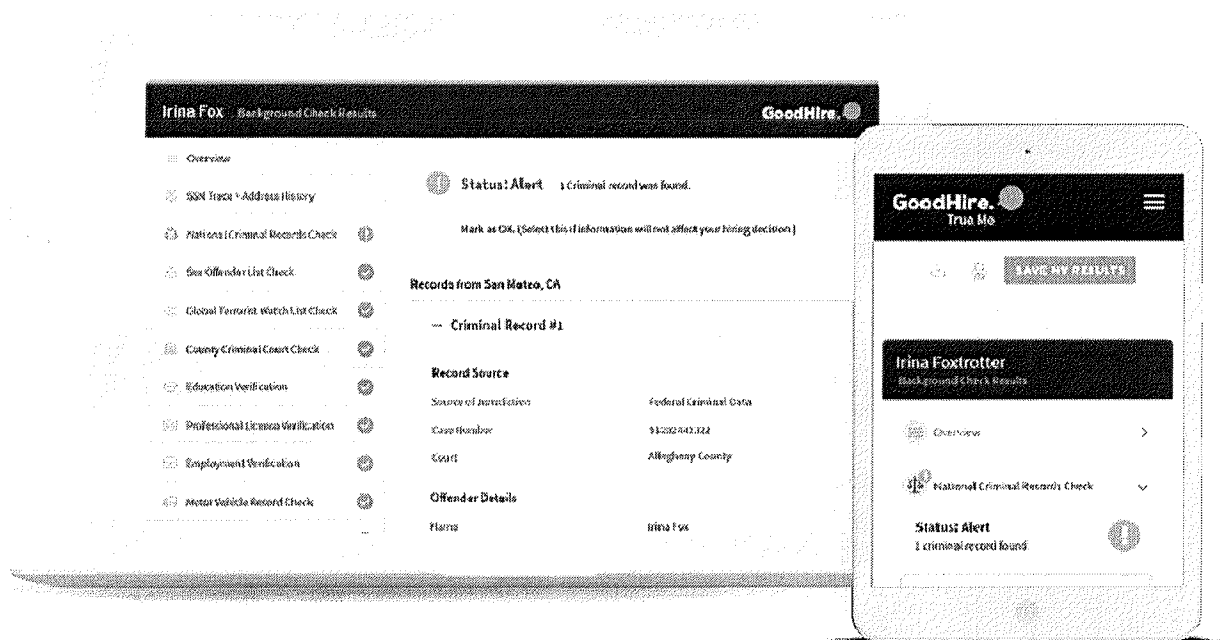 Irina Fox Background Check Results
GoodHire.
Overview
SSN Trace + Address History
National Criminal Records Check
Sex Offender List Check
Global Terrorist Watch List Check
County Criminal Court Check
Education Verification
Professional License Verification
Employment Verification
Motor Vehicle Record Check
Status: Alert 1 Criminal record was found.
Mark as OK. (Select this if information will not affect your hiring decision)
Records from San Mateo, CA
— Criminal Record #1
Record Source
Source of Jurisdiction Federal Criminal Data
Case Number
Court Allegheny County
Offender Details
Name Irina Fox
GoodHire.
True Me
SAVE MY RESULTS
Irina Foxtrotter
Background Check Results
Overview
National Criminal Records Check
Status: Alert
1 criminal record found